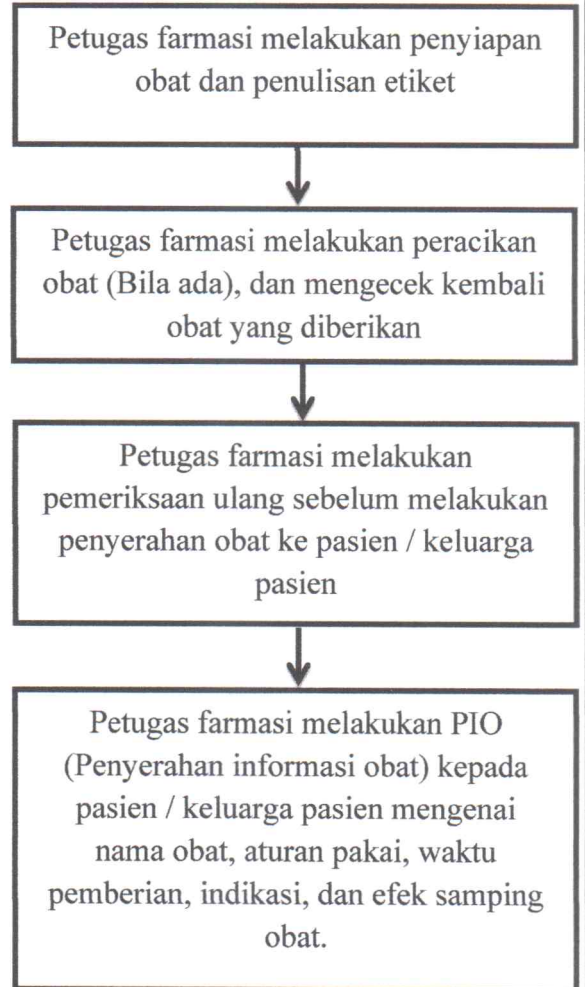 Petugas farmasi melakukan penyiapan
obat dan penulisan etiket
Petugas farmasi melakukan peracikan
obat (Bila ada), dan mengecek kembali
obat yang diberikan
Petugas farmasi melakukan
pemeriksaan ulang sebelum melakukan
penyerahan obat ke pasien / keluarga
pasien
Petugas farmasi melakukan PIO
(Penyerahan informasi obat) kepada
pasien / keluarga pasien mengenai
nama obat, aturan pakai, waktu
pemberian, indikasi, dan efek samping
obat.